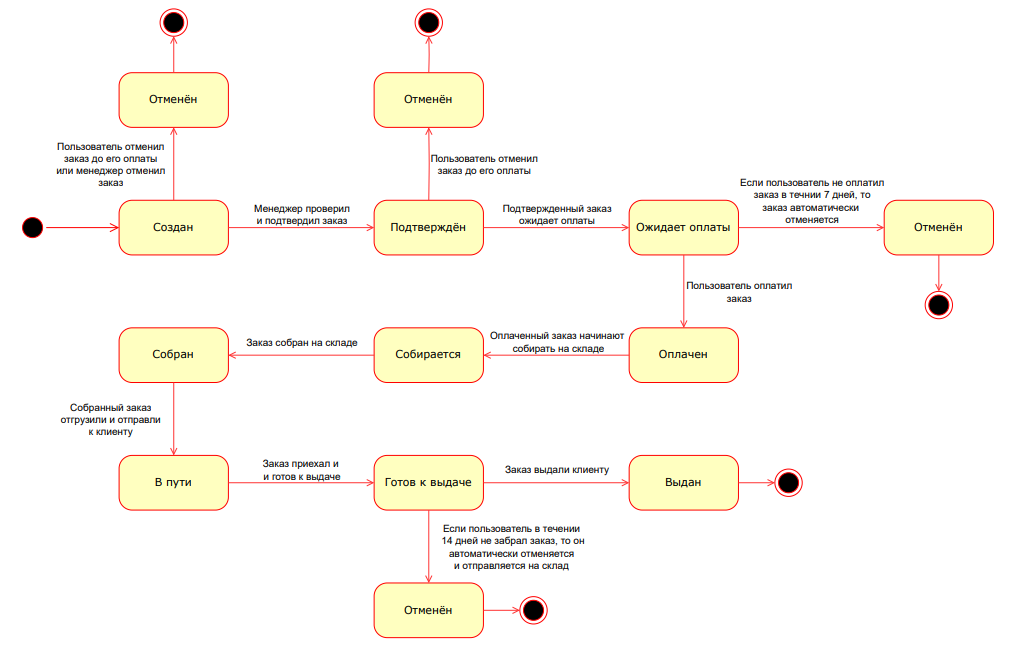 Отменён
Отменён
Пользователь отменил
заказ до его оплаты
или менеджер отменил
заказ
Пользователь отменил
заказ до его оплаты
Если пользователь не оплатил
заказ в течнии 7 дней, то
заказ автоматически
отменяется
Создан
Менеджер проверил
и подтвердил заказ
Подтверждён
Подтвержденный заказ
ожидает оплаты
Ожидает оплаты
Отменён
Пользователь оплатил
заказ
Собран
Заказ собран на складе
Собирается
Оплаченный заказ начинают
собирать на складе
Оплачен
Собранный заказ
отгрузили и отправли
к клиенту
В пути
Заказ приехал и
и готов к выдаче
Готов к выдаче
Заказ выдали клиенту
Выдан
Если пользователь в течении
14 дней не забрал заказ, то он
автоматически отменяется
и отправляется на склад
Отменён